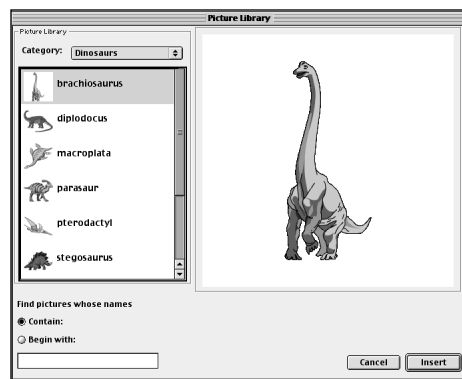 Picture Library
Picture Library
Category: Dinosaurs
brachiosaurus
diplodocus
macroplata
parasaur
pterodactyl
stegosaurus
Find pictures whose names
Contain:
Begin with:
Cancel Insert